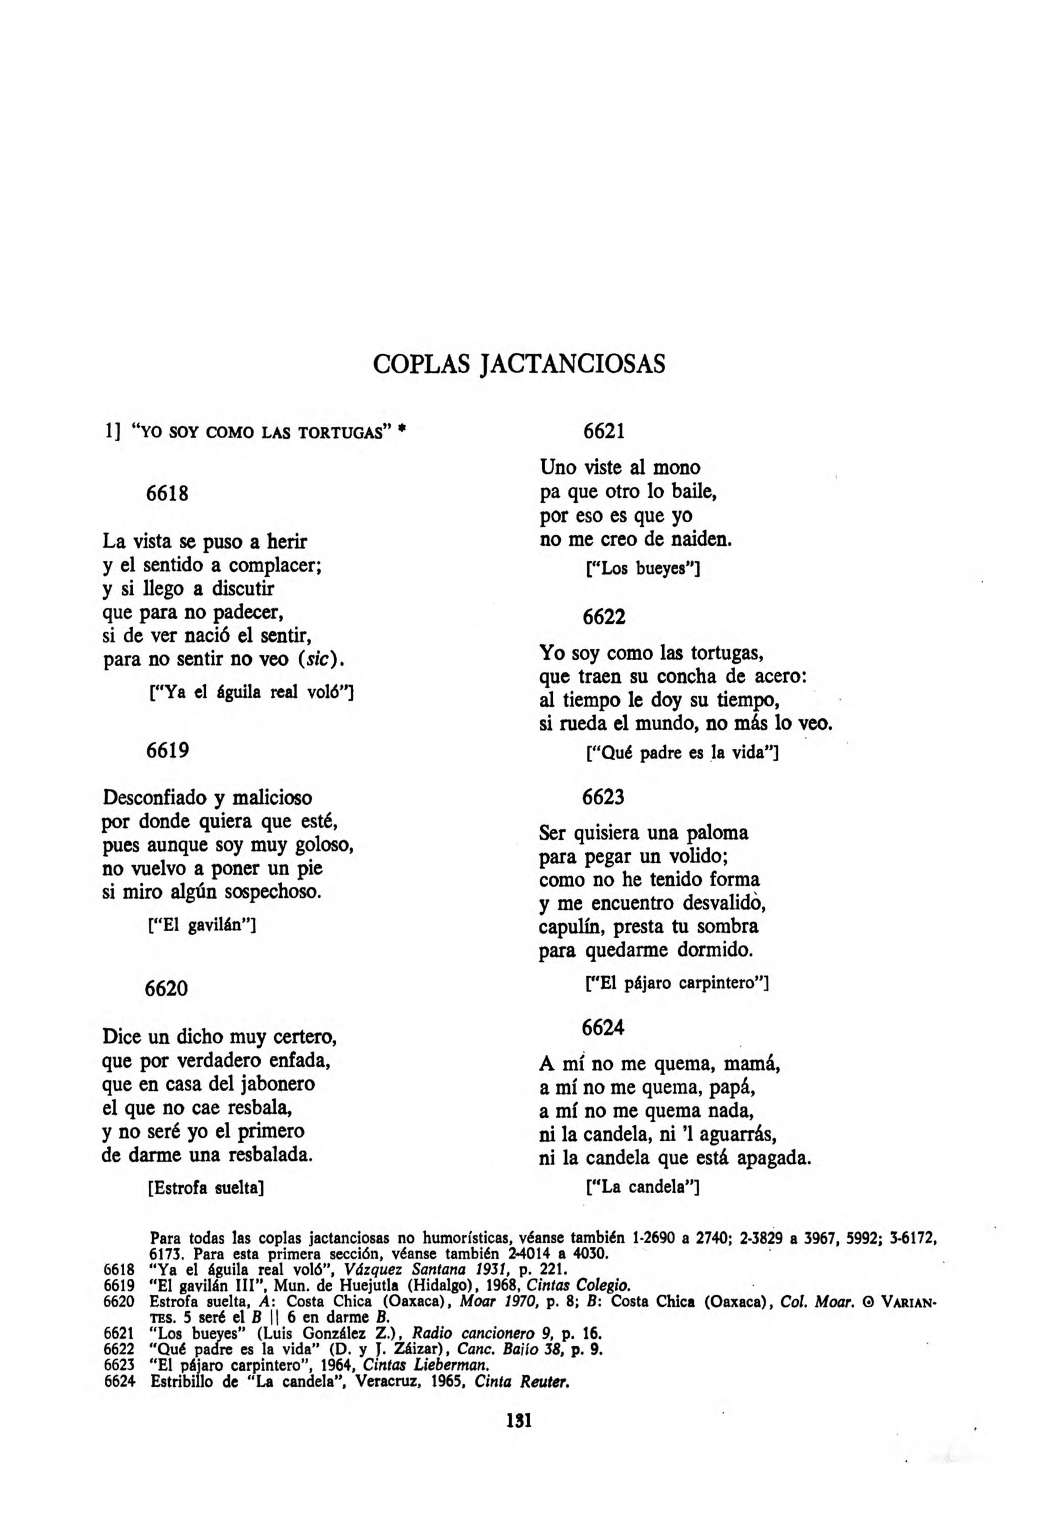 COPLAS JACTANCIOSAS
1] “YO SOY COMO LAS TORTUGAS” *
6618
La vista se puso a herir
y el sentido a complacer;
y si llego a discutir
que para no padecer,
si de ver nació el sentir,
para no sentir no veo (sic).
[“Ya el águila real voló”]
6619
Desconfiado y malicioso
por donde quiera que esté,
pues aunque soy muy goloso,
no vuelvo a poner un pie
si miro algún sospechoso.
[“El gavilán”]
6620
Dice un dicho muy certero,
que por verdadero enfada,
que en casa del jabonero
el que no cae resbala,
y no seré yo el primero
de darme una resbalada.
[Estrofa suelta]
6621
Uno viste al mono
pa que otro lo baile,
por eso es que yo
no me creo de naiden.
[“Los bueyes”]
6622
Yo soy como las tortugas,
que traen su concha de acero:
al tiempo le doy su tiempo,
si rueda el mundo, no más lo veo.
[“Qué padre es la vida”]
6623
Ser quisiera una paloma
para pegar un volido;
como no he tenido forma
y me encuentro desvalido,
capulín, presta tu sombra
para quedarme dormido.
[“El pájaro carpintero”]
6624
A mí no me quema, mamá,
a mí no me quema, papá,
a mí no me quema nada,
ni la candela, ni ’l aguarrás,
ni la candela que está apagada.
[“La candela”]
Para todas las coplas jactanciosas no humorísticas, véanse también 1-2690 a 2740; 2-3829 a 3967, 5992; 3-6172,
6173. Para esta primera sección, véanse también 2-4014 a 4030.
6618 “Ya el águila real voló”, Vázquez Santana 1931, p. 221.
6619 “El gavilán III”, Mun. de Huejutla (Hidalgo), 1968, Cintas Colegio.
6620 Estrofa suelta, A: Costa Chica (Oaxaca), Moar 1970, p. 8; B: Costa Chica (Oaxaca), Col. Moar. ⊙ VARIAN-
TES. 5 seré el B || 6 en darme B.
6621 “Los bueyes” (Luis González Z.), Radio cancionero 9, p. 16.
6622 “Qué padre es la vida” (D. y J. Záizar), Canc. Bajío 38, p. 9.
6623 “El pájaro carpintero”, 1964, Cintas Lieberman.
6624 Estribillo de “La candela”, Veracruz, 1965, Cinta Reuter.
131